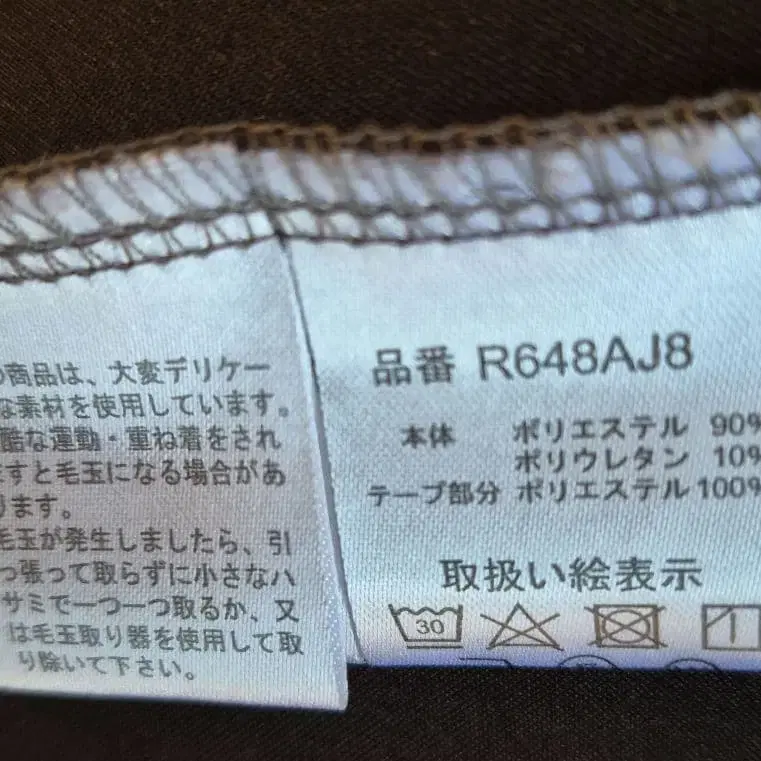 の商品は、大変デリケー
な素材を使用しています。
酷な運動・重ね着をされ
ますと毛玉になる場合があ
ります。
毛玉が発生しましたら、引
っ張って取らずに小さなハ
サミで一つ一つ取るか、又
は毛玉取り器を使用して取
り除いて下さい。
品番 R648AJ8
本体 ポリエステル 90%
ポリウレタン 10%
テープ部分 ポリエステル 100%
取扱い絵表示
30